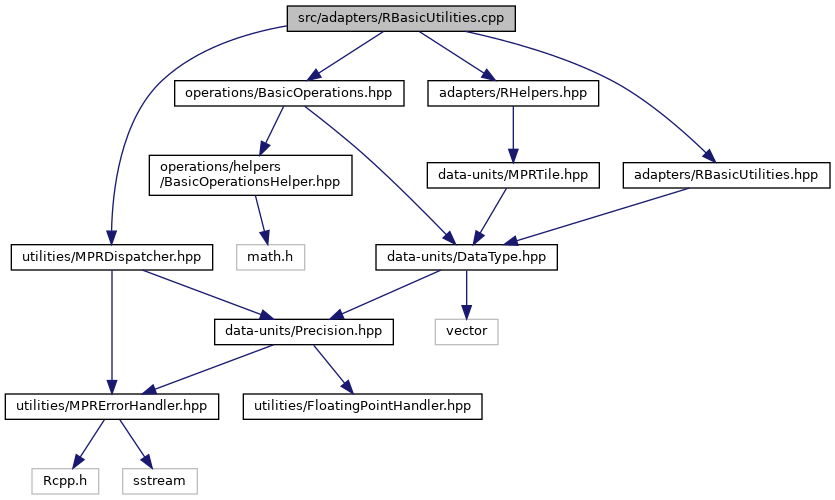 src/adapters/RBasicUtilities.cpp
operations/BasicOperations.hpp
adapters/RHelpers.hpp
operations/helpers
/BasicOperationsHelper.hpp
data-units/MPRTile.hpp
adapters/RBasicUtilities.hpp
utilities/MPRDispatcher.hpp
math.h
data-units/DataType.hpp
data-units/Precision.hpp
vector
utilities/MPRErrorHandler.hpp
utilities/FloatingPointHandler.hpp
Rcpp.h
sstream